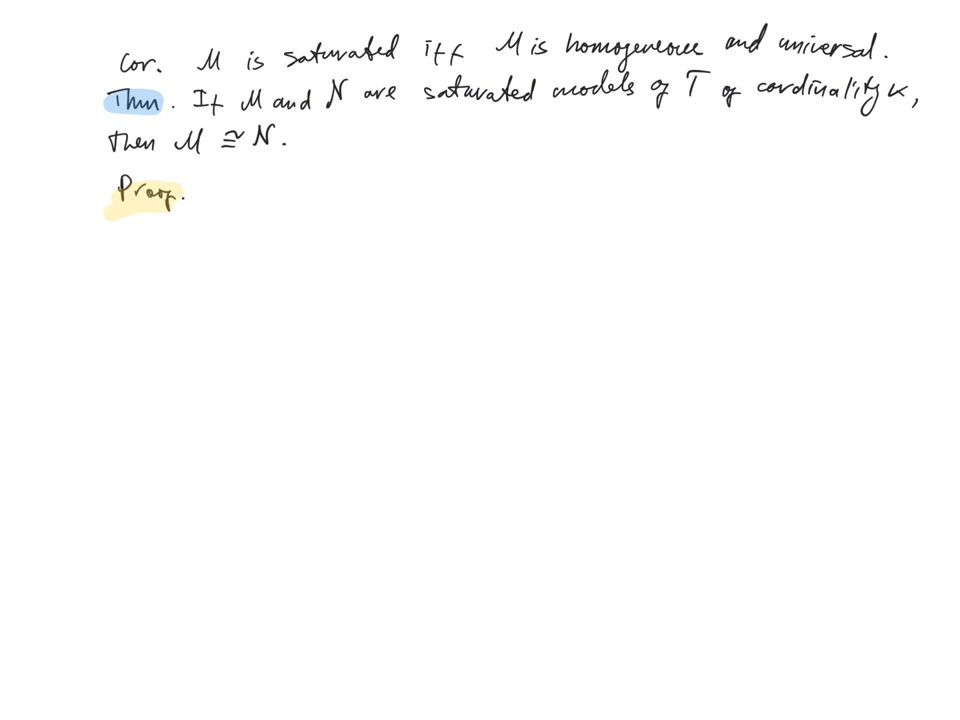 Cor. M is saturated iff M is homogeneous and universal.
Thm. If M and N are saturated models of T of cardinality κ,
then M ≅ N.
Proof.